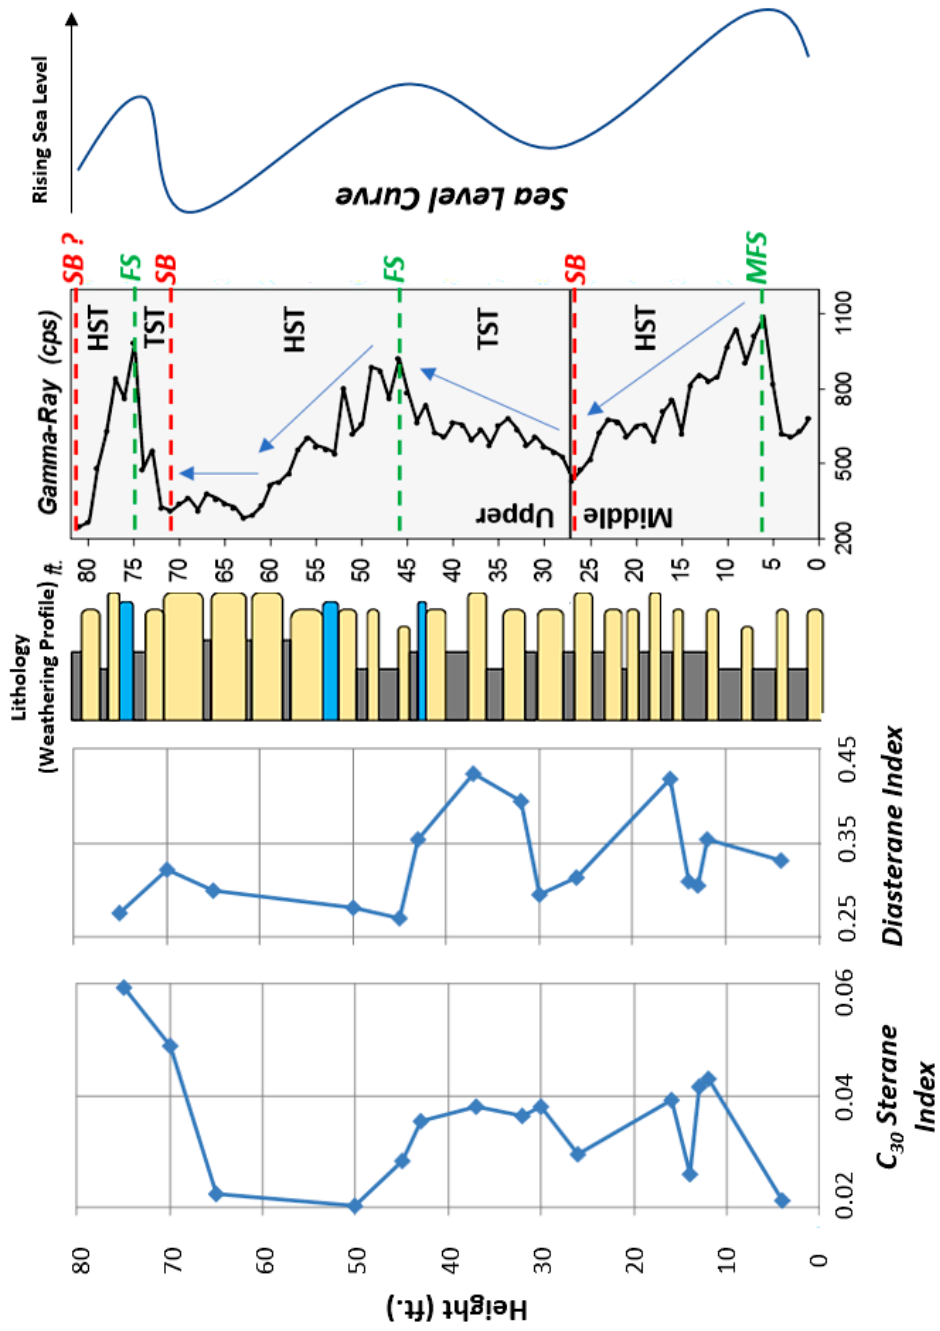 Rising Sea Level
Sea Level Curve
SB ?
FS
SB
FS
SB
MFS
Gamma-Ray (cps)
HST
TST
HST
TST
HST
Upper
Middle
200
500
800
1100
ft.
80
75
70
65
60
55
50
45
40
35
30
25
20
15
10
5
0
Lithology
(Weathering Profile)
0.25
0.35
0.45
Diasterane Index
0.02
0.04
0.06
C30 Sterane
Index
80
70
60
50
40
30
20
10
0
Height (ft.)